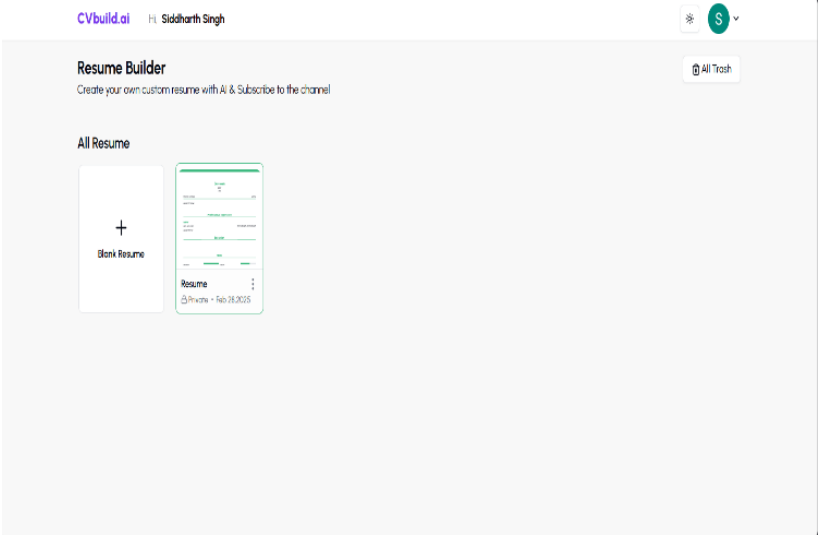 CVbuild.ai Hi, Siddharth Singh S
Resume Builder
All Trash
Create your own custom resume with AI & Subscribe to the channel
All Resume
Blank Resume
Resume
Private • Feb 28,2025